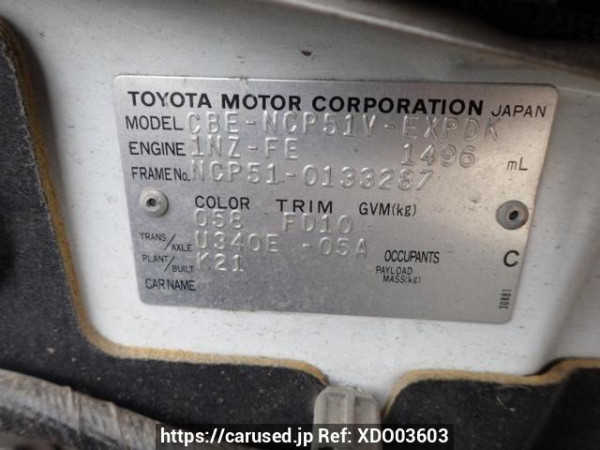 TOYOTA MOTOR CORPORATION JAPAN
MODEL CBE-NCP51V-EXPDK
ENGINE 1NZ-FE 1496 mL
FRAME No. NCP51-0133287
COLOR TRIM GVM(kg)
058 FD10
TRANS/AXLE U340E -05A OCCUPANTS C
PLANT/BUILT K21 PAYLOAD MASS(kg)
CAR NAME
30881
https://carused.jp Ref: XDO03603